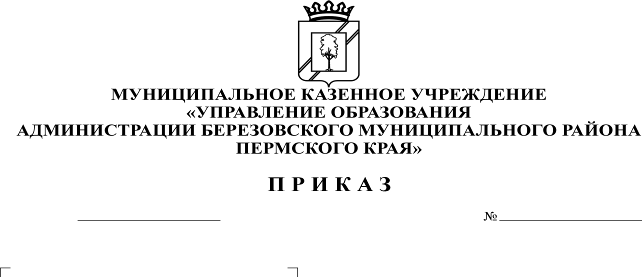 МУНИЦИПАЛЬНОЕ КАЗЕННОЕ УЧРЕЖДЕНИЕ
«УПРАВЛЕНИЕ ОБРАЗОВАНИЯ
АДМИНИСТРАЦИИ БЕРЕЗОВСКОГО МУНИЦИПАЛЬНОГО РАЙОНА
ПЕРМСКОГО КРАЯ»
П Р И К А З
№